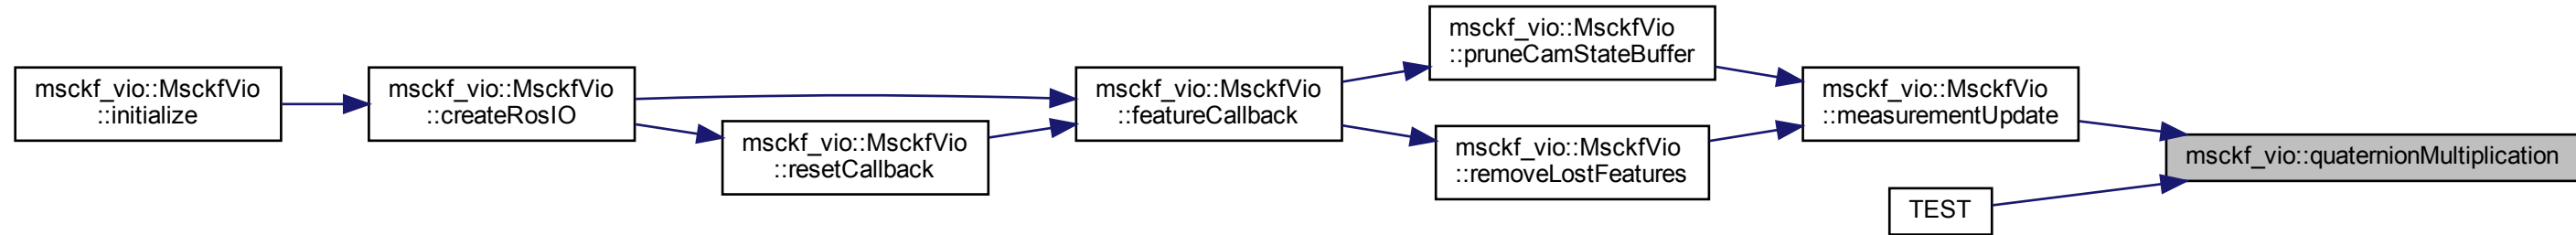 msckf_vio::MsckfVio
::initialize
msckf_vio::MsckfVio
::createRosIO
msckf_vio::MsckfVio
::resetCallback
msckf_vio::MsckfVio
::featureCallback
msckf_vio::MsckfVio
::pruneCamStateBuffer
msckf_vio::MsckfVio
::removeLostFeatures
msckf_vio::MsckfVio
::measurementUpdate
TEST
msckf_vio::quaternionMultiplication